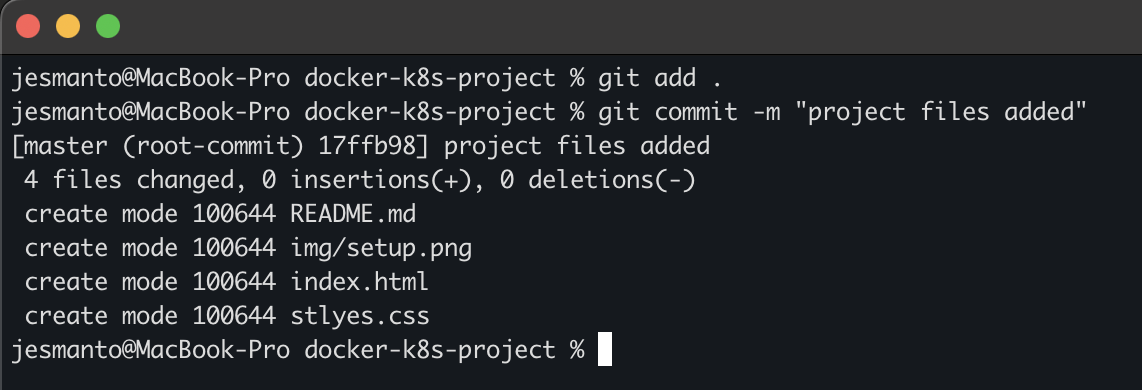 jesmanto@MacBook-Pro docker-k8s-project % git add .
jesmanto@MacBook-Pro docker-k8s-project % git commit -m "project files added"
[master (root-commit) 17ffb98] project files added
 4 files changed, 0 insertions(+), 0 deletions(-)
 create mode 100644 README.md
 create mode 100644 img/setup.png
 create mode 100644 index.html
 create mode 100644 stlyes.css
jesmanto@MacBook-Pro docker-k8s-project %